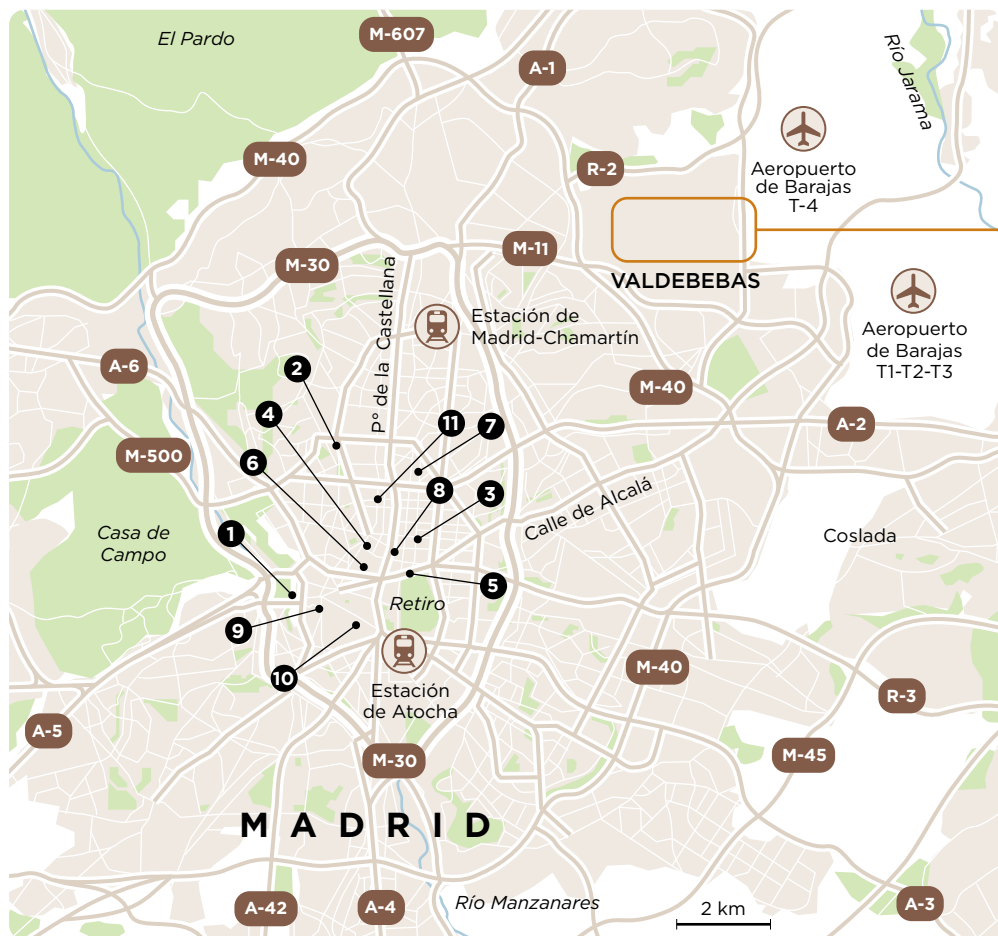 El Pardo
M-607
A-1
Río Jarama
M-40
R-2
Aeropuerto
de Barajas
T-4
M-11
M-30
VALDEBEBAS
Pº de la Castellana
Estación de
Madrid-Chamartín
Aeropuerto
de Barajas
T1-T2-T3
A-6
2
M-40
4
11
7
A-2
M-500
6
8
3
Calle de Alcalá
Casa de
Campo
1
Coslada
5
Retiro
9
10
Estación
de Atocha
M-40
R-3
A-5
M-30
M-45
MADRID
A-42
A-4
Río Manzanares
2 km
A-3